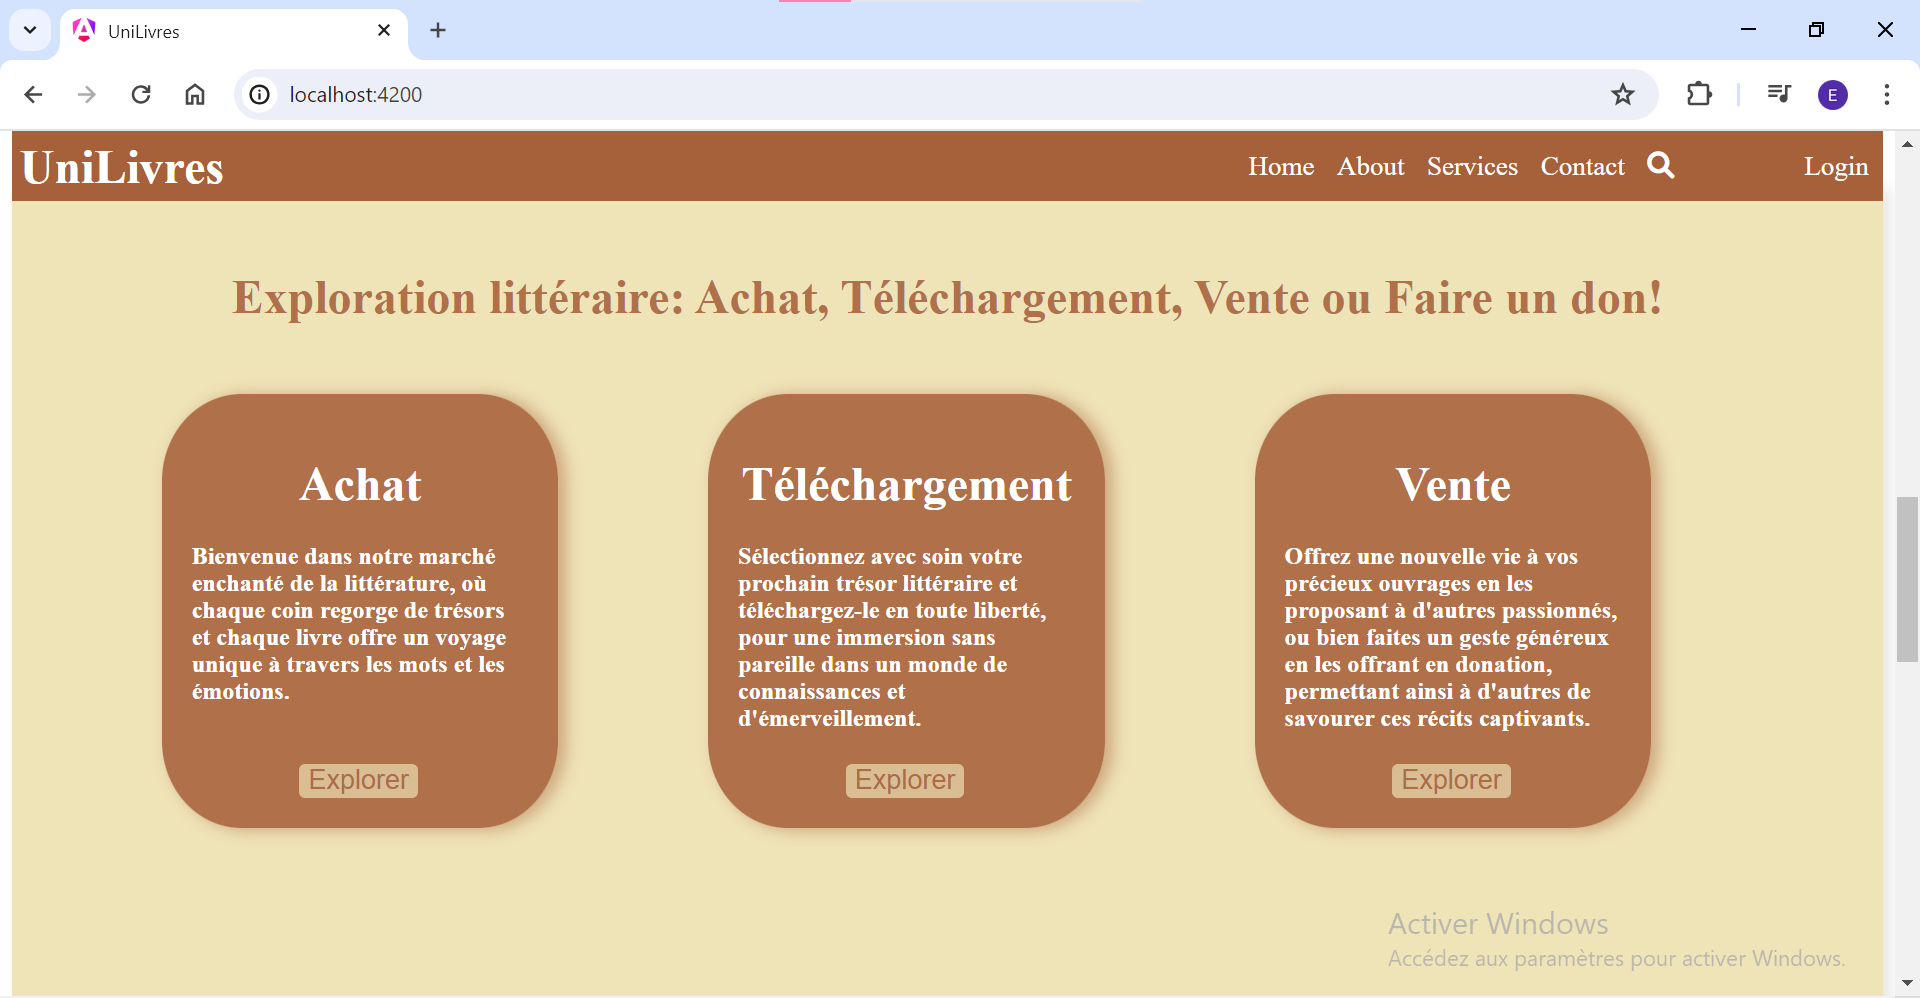 UniLivres
localhost:4200
E
UniLivres
Home About Services Contact Login
Exploration littéraire: Achat, Téléchargement, Vente ou Faire un don!
Achat
Bienvenue dans notre marché
enchanté de la littérature, où
chaque coin regorge de trésors
et chaque livre offre un voyage
unique à travers les mots et les
émotions.
Explorer
Téléchargement
Sélectionnez avec soin votre
prochain trésor littéraire et
téléchargez-le en toute liberté,
pour une immersion sans
pareille dans un monde de
connaissances et
d'émerveillement.
Explorer
Vente
Offrez une nouvelle vie à vos
précieux ouvrages en les
proposant à d'autres passionnés,
ou bien faites un geste généreux
en les offrant en donation,
permettant ainsi à d'autres de
savourer ces récits captivants.
Explorer
Activer Windows
Accédez aux paramètres pour activer Windows.